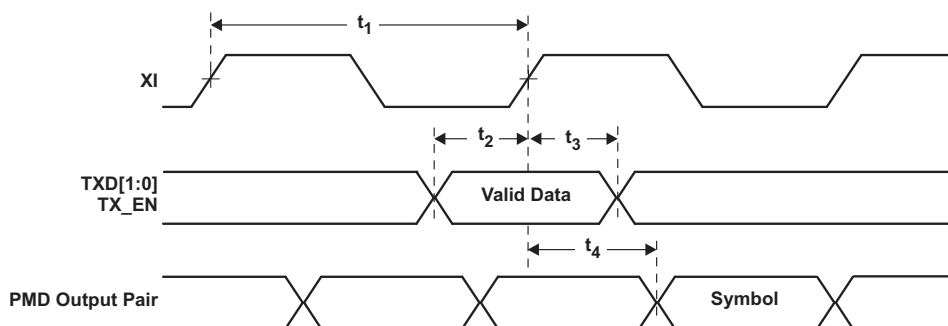 t1
XI
t2
t3
TXD[1:0]
TX_EN
Valid Data
t4
PMD Output Pair
Symbol